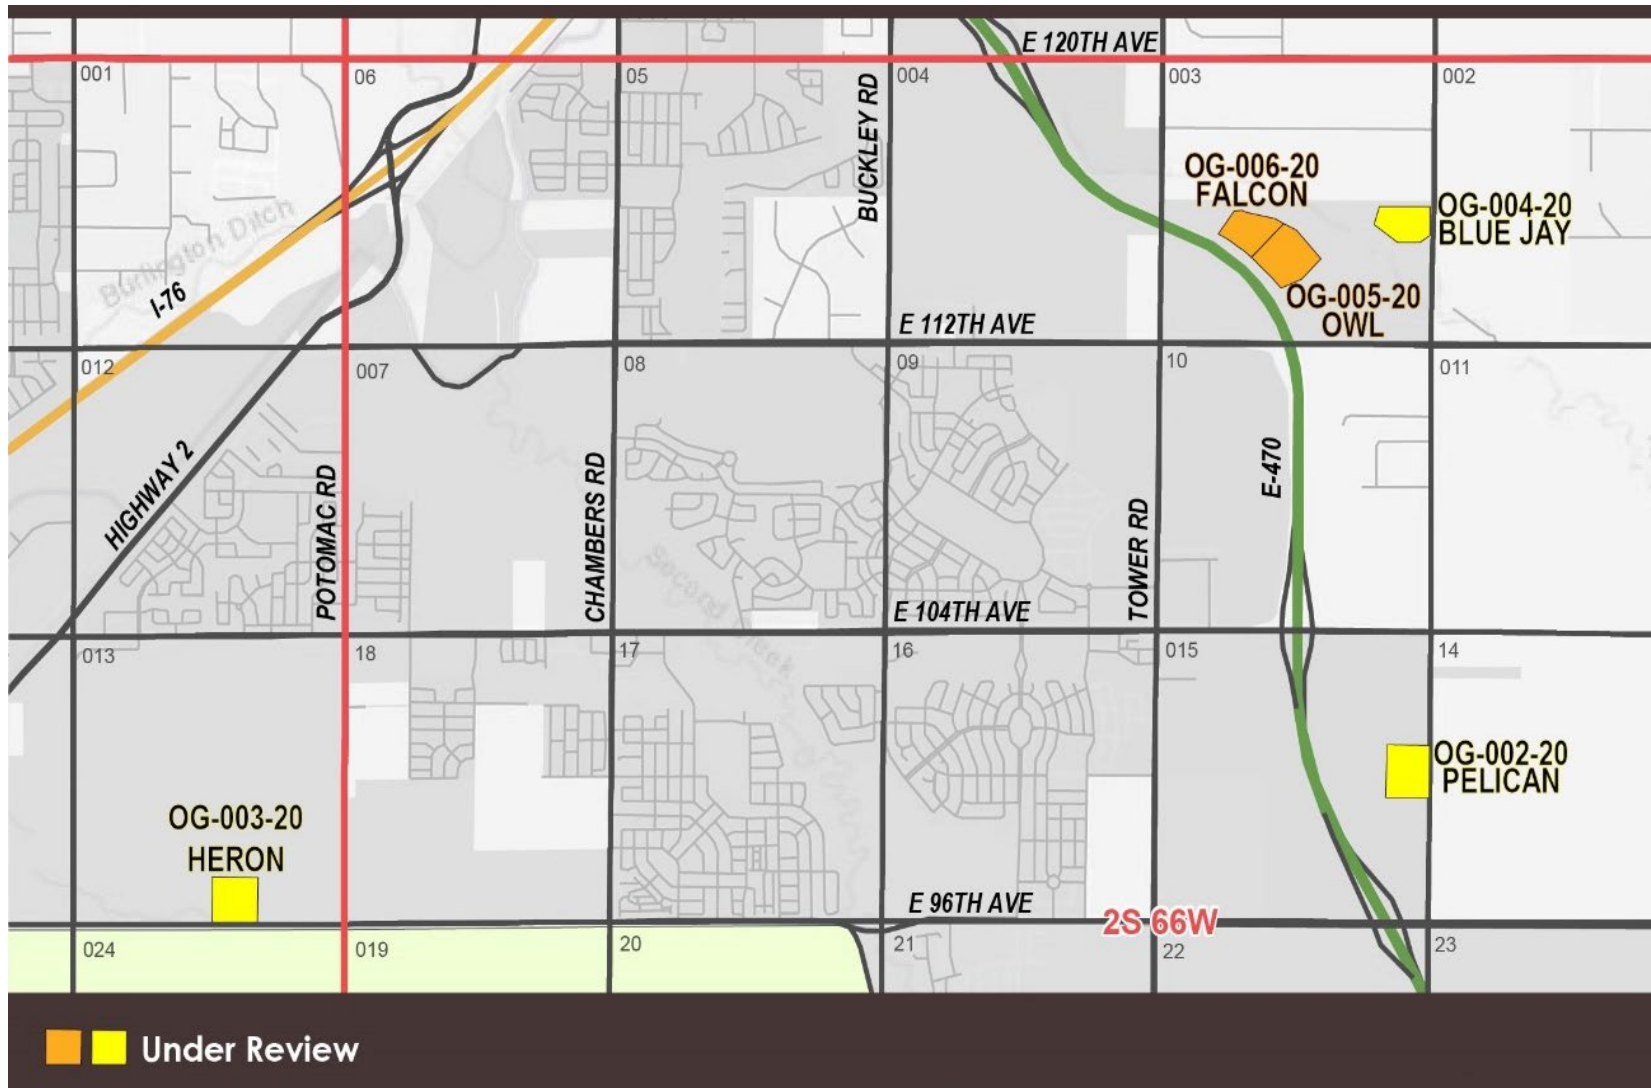 E 120TH AVE
001
06
05
004
003
002
BUCKLEY RD
OG-006-20
FALCON
OG-004-20
BLUE JAY
Burlington Ditch
I-76
OG-005-20
OWL
E 112TH AVE
012
007
08
09
10
011
HIGHWAY 2
POTOMAC RD
CHAMBERS RD
TOWER RD
E-470
Second Creek
E 104TH AVE
013
18
17
16
015
14
OG-002-20
PELICAN
OG-003-20
HERON
E 96TH AVE
2S 66W
024
019
20
21
22
23
Under Review